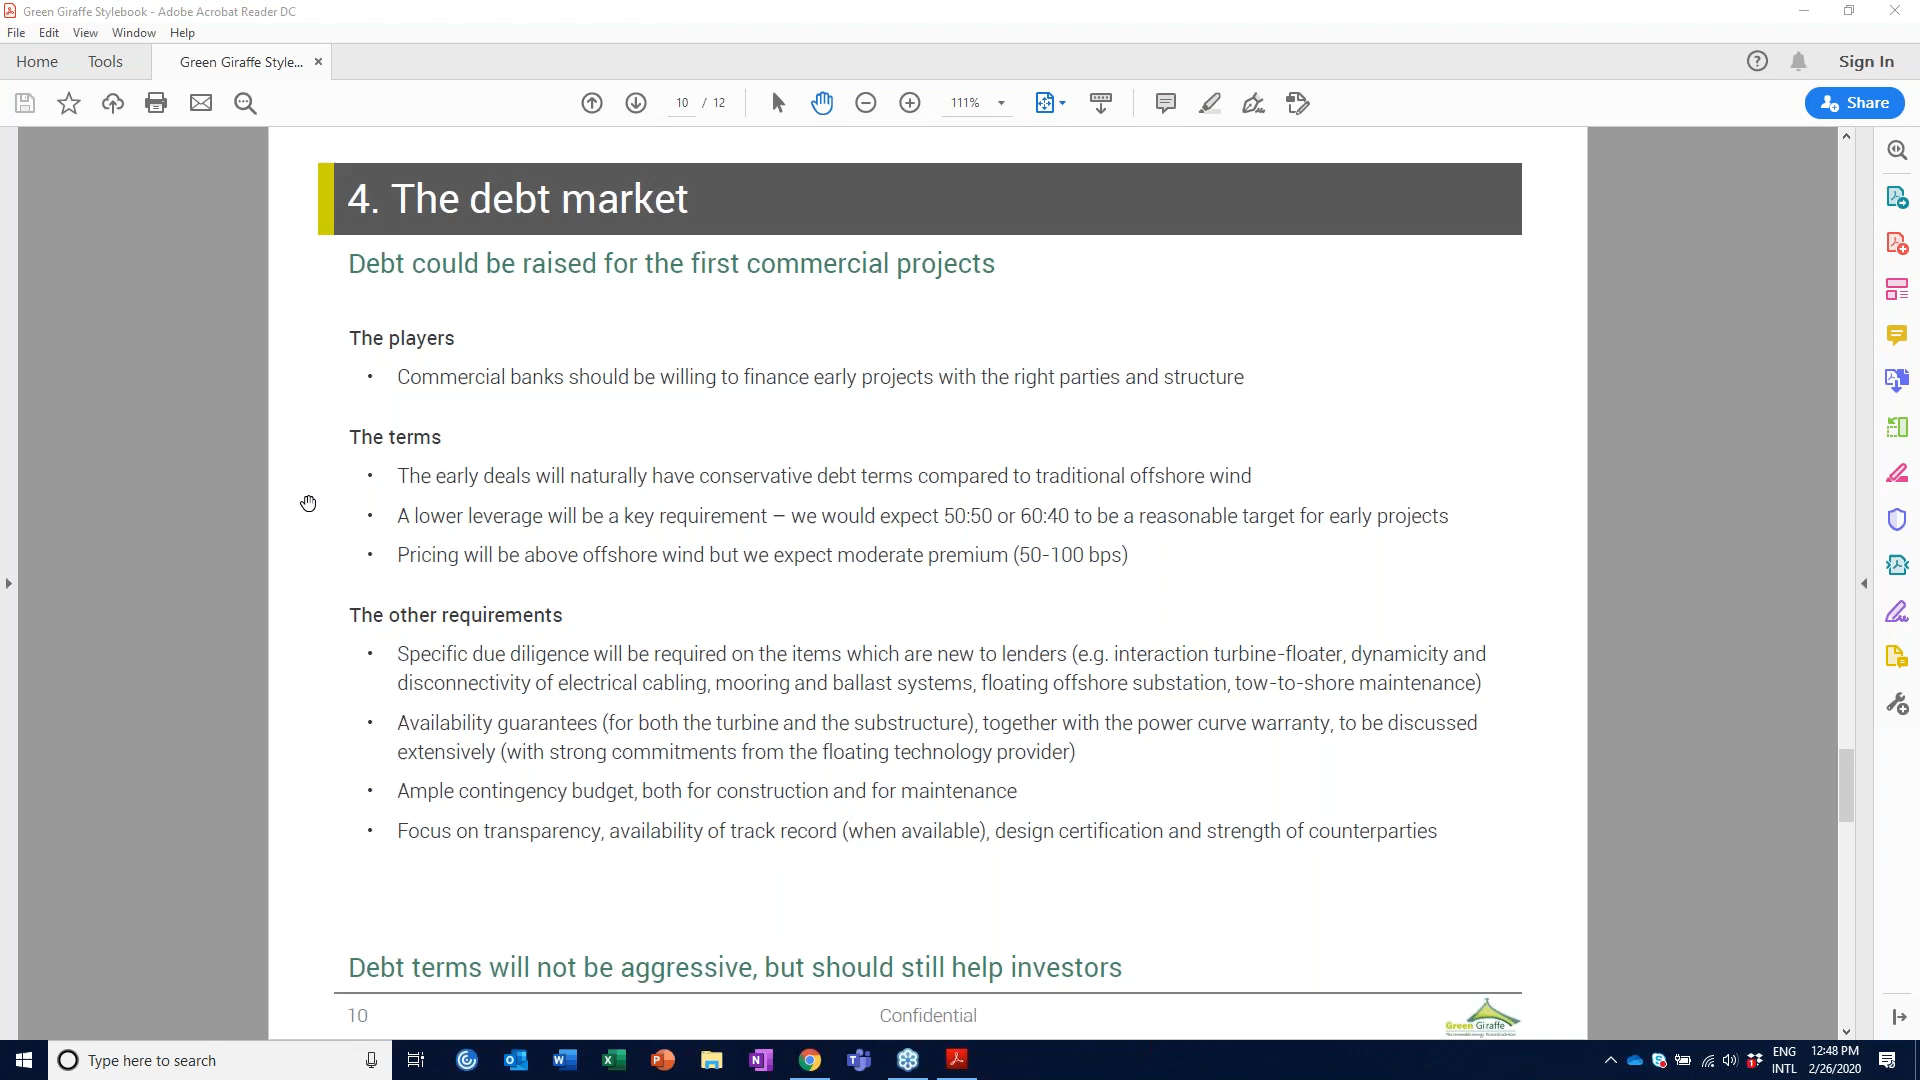 Green Giraffe Stylebook - Adobe Acrobat Reader DC
File Edit View Window Help
Home Tools Green Giraffe Style... Sign In
10 / 12 111% Share
4. The debt market
Debt could be raised for the first commercial projects
The players
• Commercial banks should be willing to finance early projects with the right parties and structure
The terms
• The early deals will naturally have conservative debt terms compared to traditional offshore wind
• A lower leverage will be a key requirement – we would expect 50:50 or 60:40 to be a reasonable target for early projects
• Pricing will be above offshore wind but we expect moderate premium (50-100 bps)
The other requirements
• Specific due diligence will be required on the items which are new to lenders (e.g. interaction turbine-floater, dynamicity and
disconnectivity of electrical cabling, mooring and ballast systems, floating offshore substation, tow-to-shore maintenance)
• Availability guarantees (for both the turbine and the substructure), together with the power curve warranty, to be discussed
extensively (with strong commitments from the floating technology provider)
• Ample contingency budget, both for construction and for maintenance
• Focus on transparency, availability of track record (when available), design certification and strength of counterparties
Debt terms will not be aggressive, but should still help investors
10 Confidential
Green Giraffe
Type here to search
ENG 12:48 PM
INTL 2/26/2020